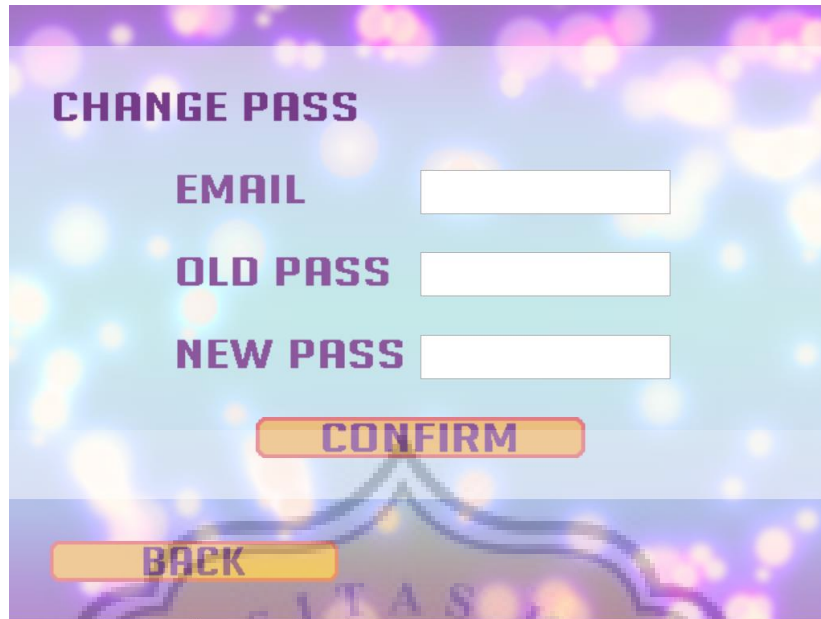 CHANGE PASS
EMAIL
OLD PASS
NEW PASS
CONFIRM
BACK